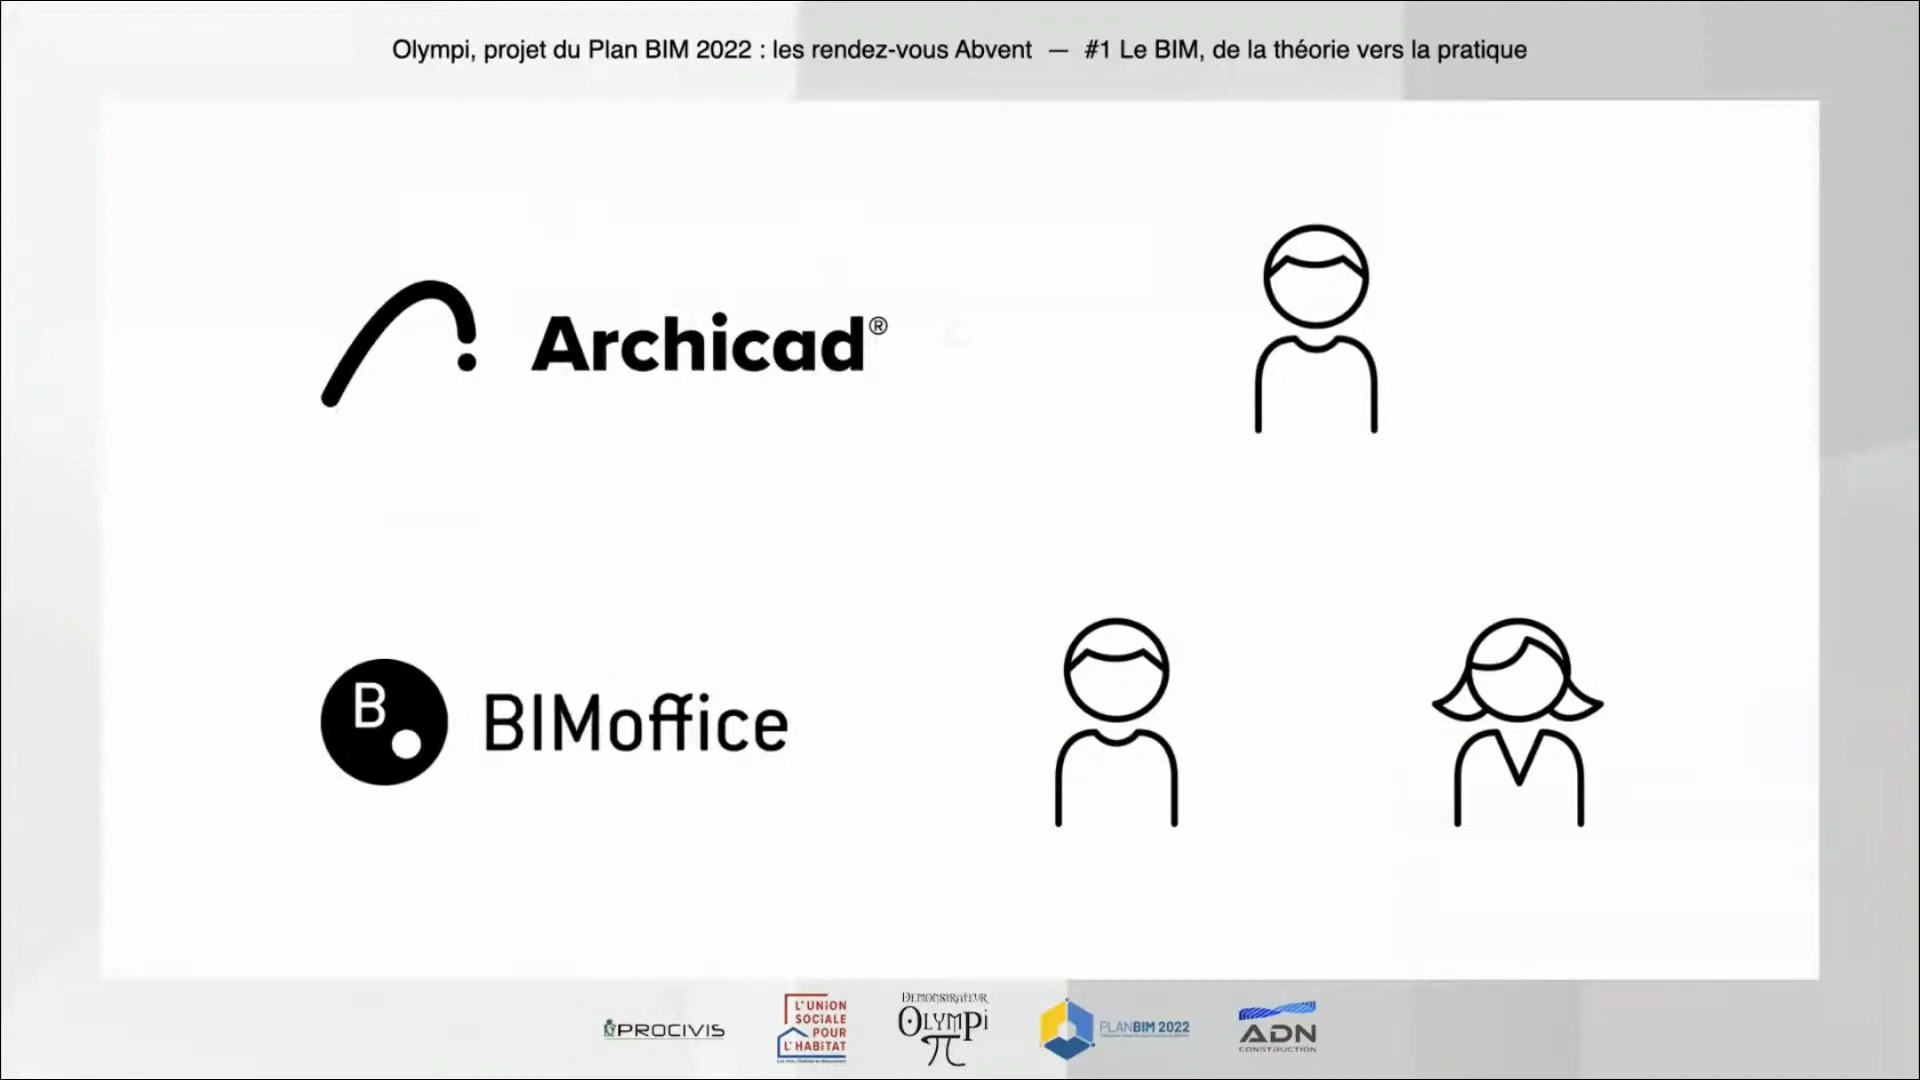 Olympi, projet du Plan BIM 2022 : les rendez-vous Abvent — #1 Le BIM, de la théorie vers la pratique
Archicad®
B
BIMoffice
PROCIVIS
L'UNION
SOCIALE
POUR
L'HABITAT
DEMONSTRATEUR
OLYMPi
π
PLANBIM 2022
ADN
CONSTRUCTION